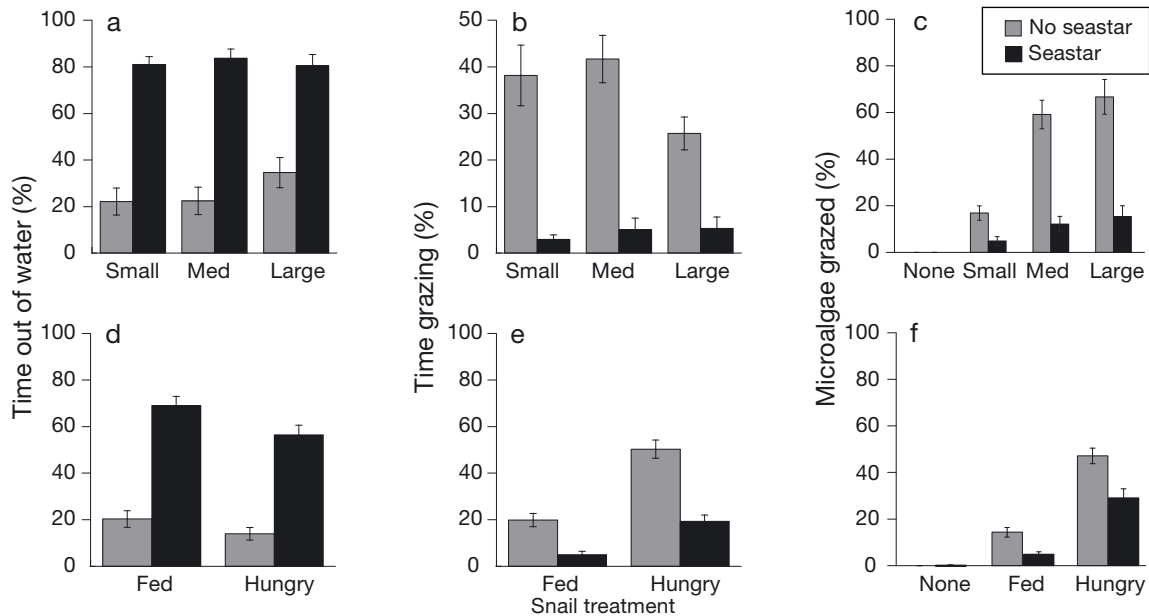 a
Time out of water (%)
100
80
60
40
20
0
Small Med Large
b
Time grazing (%)
50
40
30
20
10
0
Small Med Large
c
No seastar
Seastar
Microalgae grazed (%)
100
80
60
40
20
0
None Small Med Large
d
100
80
60
40
20
0
Fed Hungry
e
100
80
60
40
20
0
Fed Hungry
Snail treatment
f
100
80
60
40
20
0
None Fed Hungry